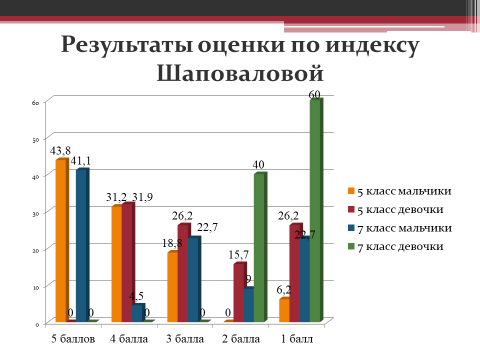 Результаты оценки по индексу
Шаповаловой
60
50
40
30
20
10
0
43,8
0
41,1
0
31,2
31,9
4,5
0
18,8
26,2
22,7
0
0
15,7
9
40
6,2
26,2
22,7
60
5 баллов
4 балла
3 балла
2 балла
1 балл
5 класс мальчики
5 класс девочки
7 класс мальчики
7 класс девочки